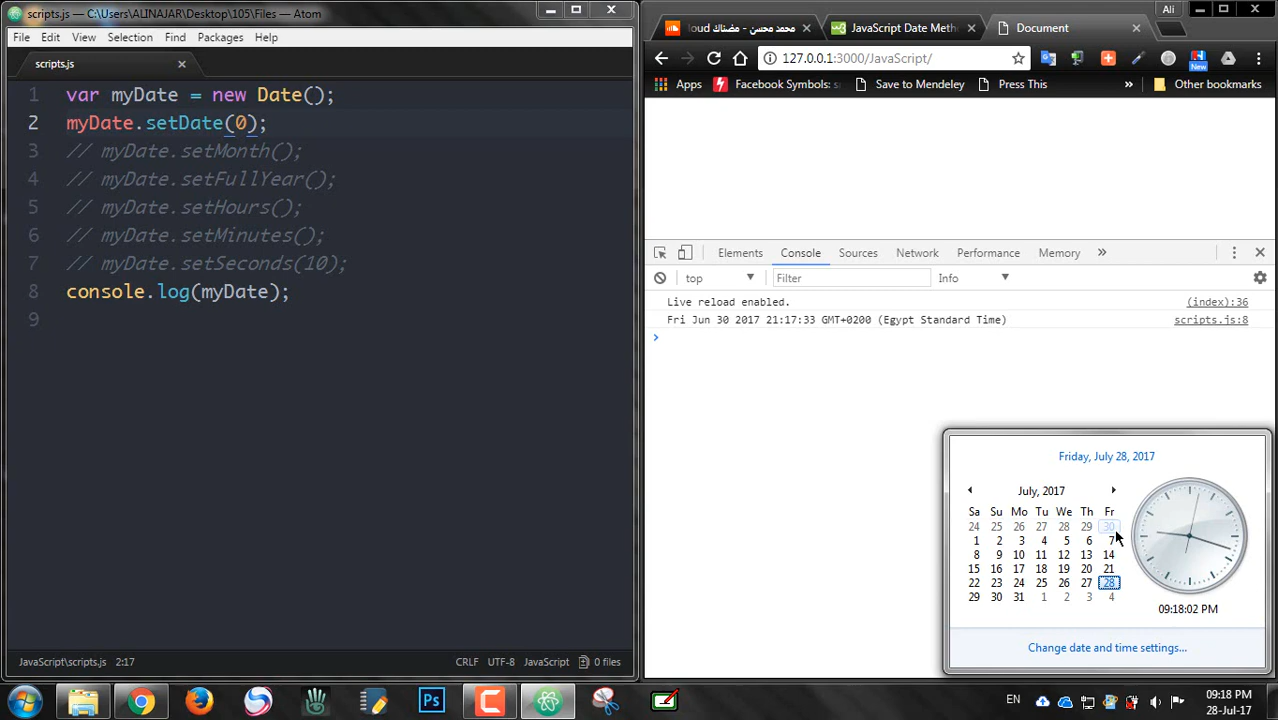 scripts.js — C:\Users\ALINAJAR\Desktop\105\Files — Atom
File Edit View Selection Find Packages Help
scripts.js
1 var myDate = new Date();
2 myDate.setDate(0);
3 // myDate.setMonth();
4 // myDate.setFullYear();
5 // myDate.setHours();
6 // myDate.setMinutes();
7 // myDate.setSeconds(10);
8 console.log(myDate);
9
JavaScript\scripts.js 2:17 CRLF UTF-8 JavaScript 0 files
Ali
محمد محسن - مضناك loud
JavaScript Date Meth
Document
127.0.0.1:3000/JavaScript/
New
Apps Facebook Symbols: Save to Mendeley Press This » Other bookmarks
Elements Console Sources Network Performance Memory »
top Filter Info
Live reload enabled. (index):36
Fri Jun 30 2017 21:17:33 GMT+0200 (Egypt Standard Time) scripts.js:8
Friday, July 28, 2017
July, 2017
Sa Su Mo Tu We Th Fr
24 25 26 27 28 29 30
1 2 3 4 5 6 7
8 9 10 11 12 13 14
15 16 17 18 19 20 21
22 23 24 25 26 27 28
29 30 31 1 2 3 4
09:18:02 PM
Change date and time settings...
Ps
EN
09:18 PM
28-Jul-17